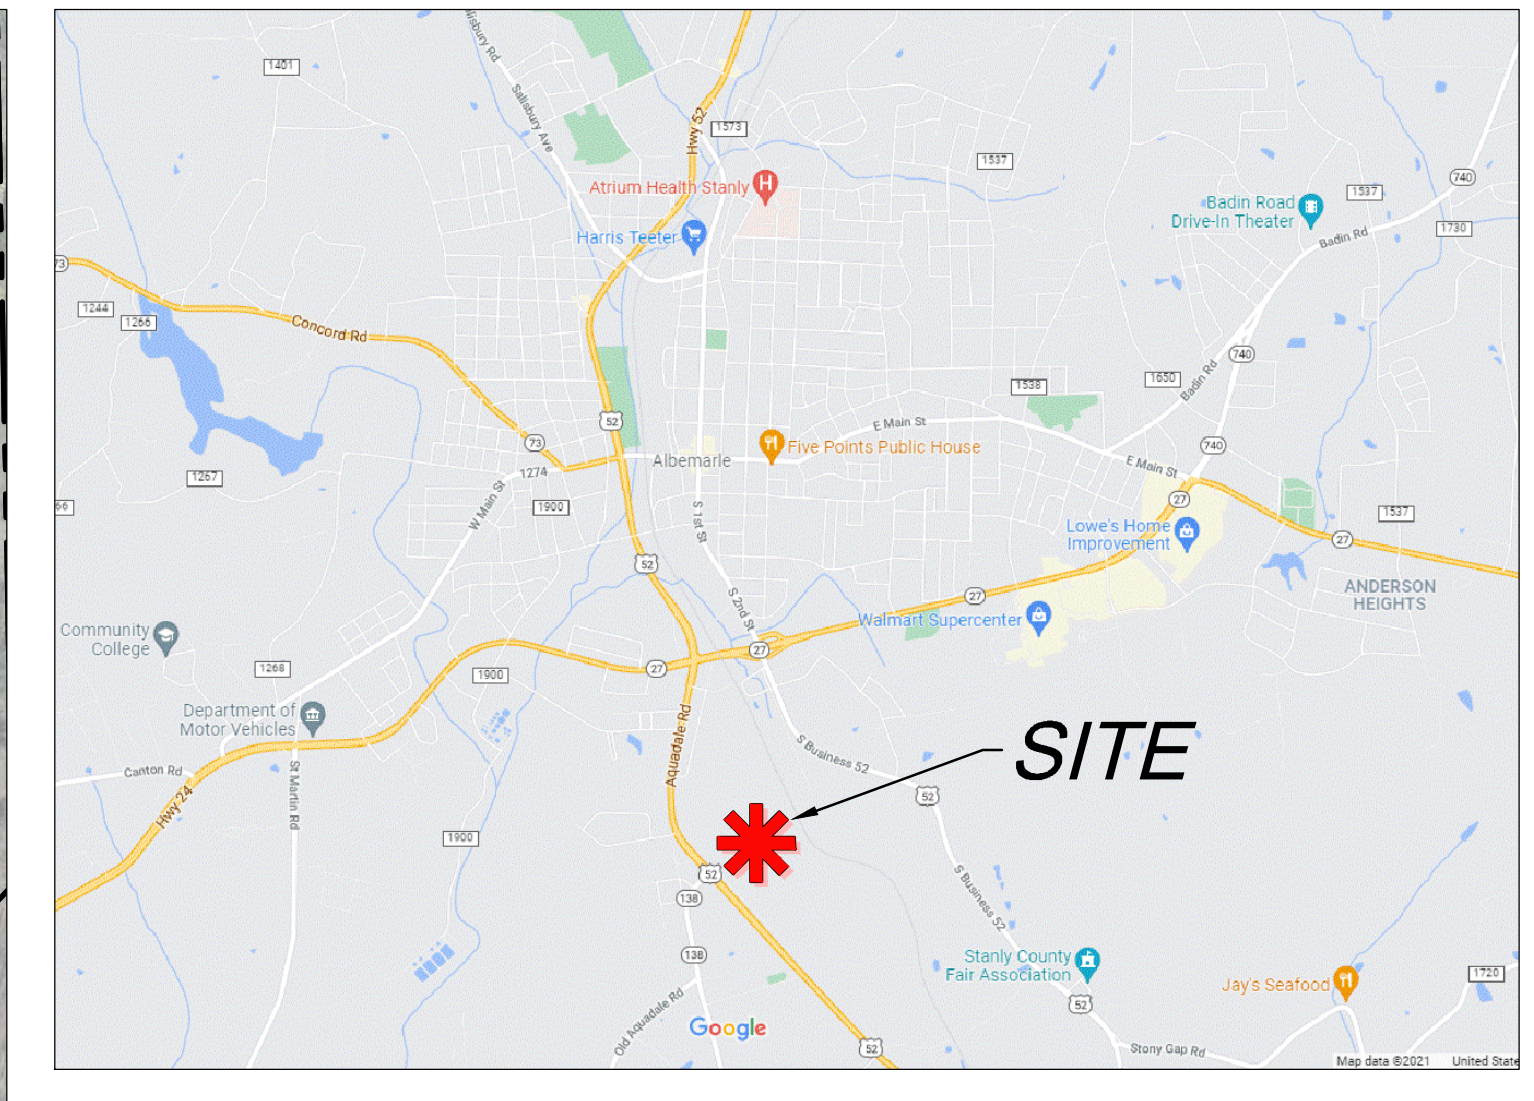 1401
Salisbury Rd
Salisbury Ave
Hwy 52
1573
1537
Atrium Health Stanly
Harris Teeter
Badin Road
Drive-In Theater
1537
740
Badin Rd
1730
73
1244
1266
Concord Rd
740
Badin Rd
1650
1538
52
E Main St
Five Points Public House
Albemarle
73
1274
W Main St
1267
66
1900
S 1st St
740
E Main St
27
1537
Lowe's Home
Improvement
27
52
ANDERSON
HEIGHTS
27
S 2nd St
Walmart Supercenter
Community
College
1268
27
27
1900
Department of
Motor Vehicles
Aquadale Rd
SITE
S Business 52
Canton Rd
Hwy 24
St Martin Rd
52
1900
52
138
S Business 52
138
Stanly County
Fair Association
Jay's Seafood
1720
52
Old Aquadale Rd
Google
52
Stony Gap Rd
Map data ©2021
United State